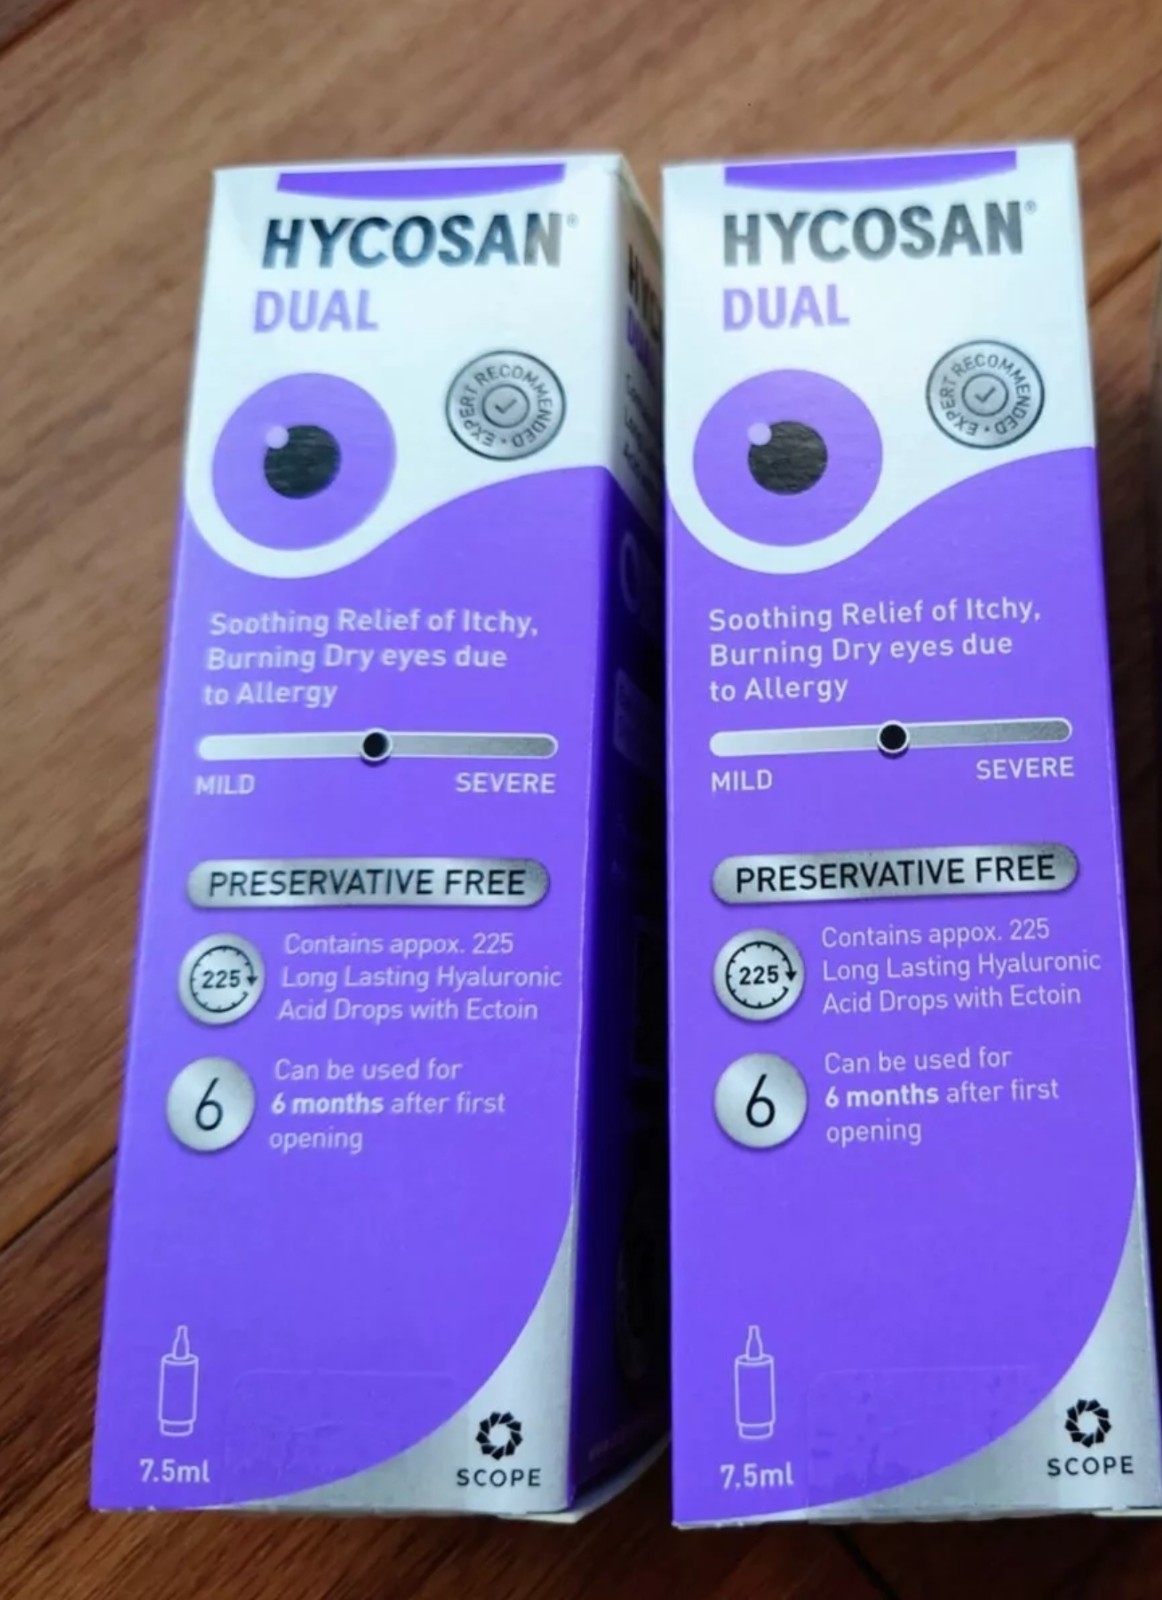 HYCOSAN®
DUAL
EXPERT RECOMMENDED
Soothing Relief of Itchy,
Burning Dry eyes due
to Allergy
MILD SEVERE
PRESERVATIVE FREE
225
Contains appox. 225
Long Lasting Hyaluronic
Acid Drops with Ectoin
6
Can be used for
6 months after first
opening
7.5ml
SCOPE
HYCOSAN®
DUAL
EXPERT RECOMMENDED
Soothing Relief of Itchy,
Burning Dry eyes due
to Allergy
MILD SEVERE
PRESERVATIVE FREE
225
Contains appox. 225
Long Lasting Hyaluronic
Acid Drops with Ectoin
6
Can be used for
6 months after first
opening
7.5ml
SCOPE